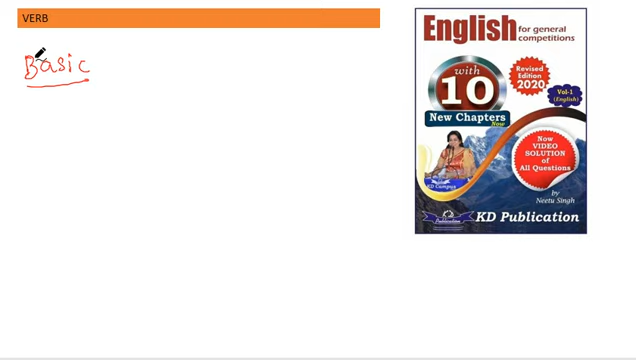 VERB
Basic
English for general
competitions
with
10
New Chapters
Now
Revised
Edition
2020
Vol-1
(English)
Now
VIDEO
SOLUTION
of
All Questions
KD Campus
by
Neetu Singh
Publication
KD Publication